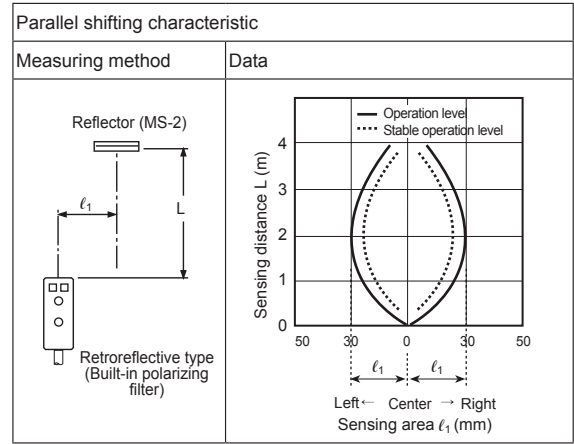 Parallel shifting characteristic
Measuring method
Data
Reflector (MS-2)
ℓ1
L
Retroreflective type
(Built-in polarizing
filter)
Operation level
Stable operation level
Sensing distance L (m)
4
3
2
1
0
50 30 0 30 50
ℓ1 ℓ1
Left← Center → Right
Sensing area ℓ1 (mm)